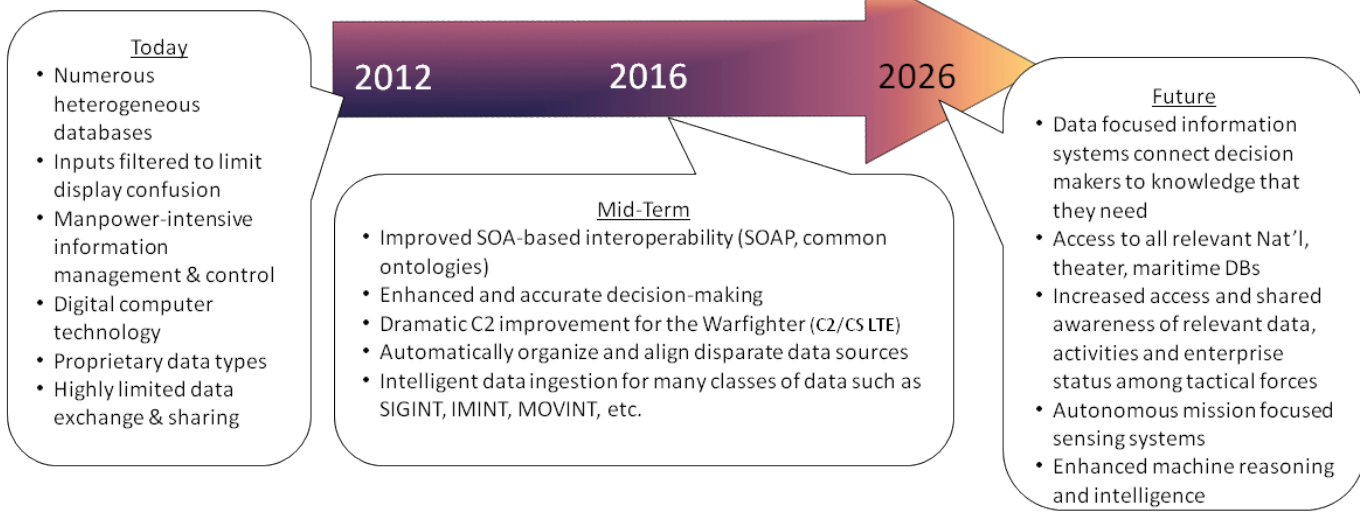 2012 2016 2026
Today
• Numerous
heterogeneous
databases
• Inputs filtered to limit
display confusion
• Manpower-intensive
information
management & control
• Digital computer
technology
• Proprietary data types
• Highly limited data
exchange & sharing
Mid-Term
• Improved SOA-based interoperability (SOAP, common
ontologies)
• Enhanced and accurate decision-making
• Dramatic C2 improvement for the Warfighter (C2/CS LTE)
• Automatically organize and align disparate data sources
• Intelligent data ingestion for many classes of data such as
SIGINT, IMINT, MOVINT, etc.
Future
• Data focused information
systems connect decision
makers to knowledge that
they need
• Access to all relevant Nat’l,
theater, maritime DBs
• Increased access and shared
awareness of relevant data,
activities and enterprise
status among tactical forces
• Autonomous mission focused
sensing systems
• Enhanced machine reasoning
and intelligence